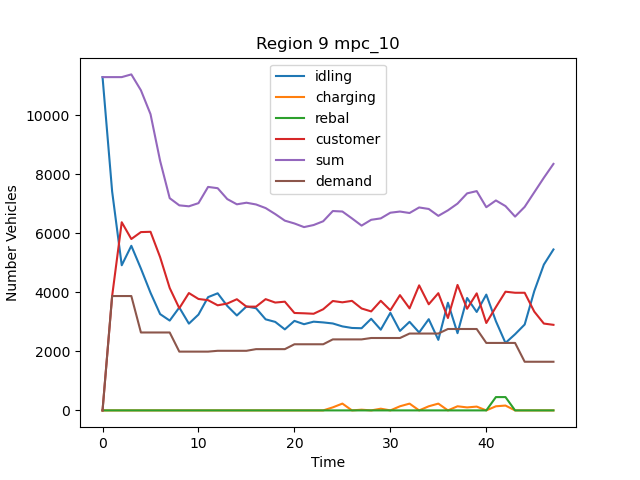 Region 9 mpc_10
idling
charging
rebal
customer
sum
demand
Number Vehicles
10000
8000
6000
4000
2000
0
0 10 20 30 40
Time